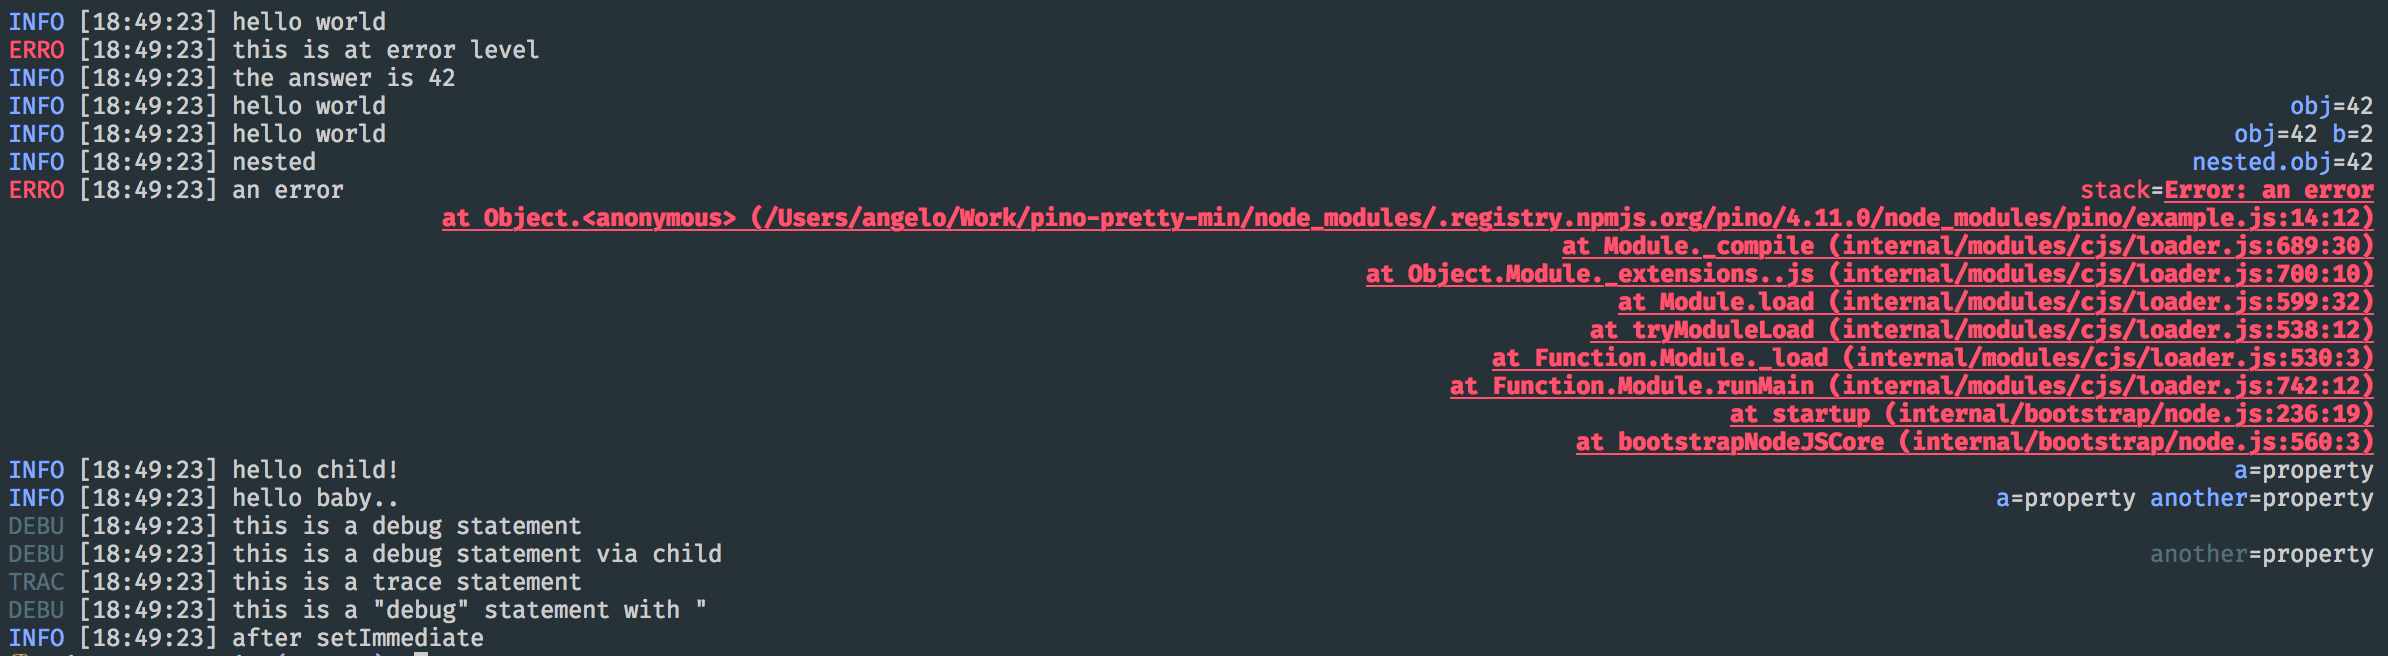 INFO [18:49:23] hello world
ERRO [18:49:23] this is at error level
INFO [18:49:23] the answer is 42
INFO [18:49:23] hello world obj=42
INFO [18:49:23] hello world obj=42 b=2
INFO [18:49:23] nested nested.obj=42
ERRO [18:49:23] an error stack=Error: an error
at Object.<anonymous> (/Users/angelo/Work/pino-pretty-min/node_modules/.registry.npmjs.org/pino/4.11.0/node_modules/pino/example.js:14:12)
at Module._compile (internal/modules/cjs/loader.js:689:30)
at Object.Module._extensions..js (internal/modules/cjs/loader.js:700:10)
at Module.load (internal/modules/cjs/loader.js:599:32)
at tryModuleLoad (internal/modules/cjs/loader.js:538:12)
at Function.Module._load (internal/modules/cjs/loader.js:530:3)
at Function.Module.runMain (internal/modules/cjs/loader.js:742:12)
at startup (internal/bootstrap/node.js:236:19)
at bootstrapNodeJSCore (internal/bootstrap/node.js:560:3)
INFO [18:49:23] hello child! a=property
INFO [18:49:23] hello baby.. a=property another=property
DEBU [18:49:23] this is a debug statement
DEBU [18:49:23] this is a debug statement via child another=property
TRAC [18:49:23] this is a trace statement
DEBU [18:49:23] this is a "debug" statement with "
INFO [18:49:23] after setImmediate